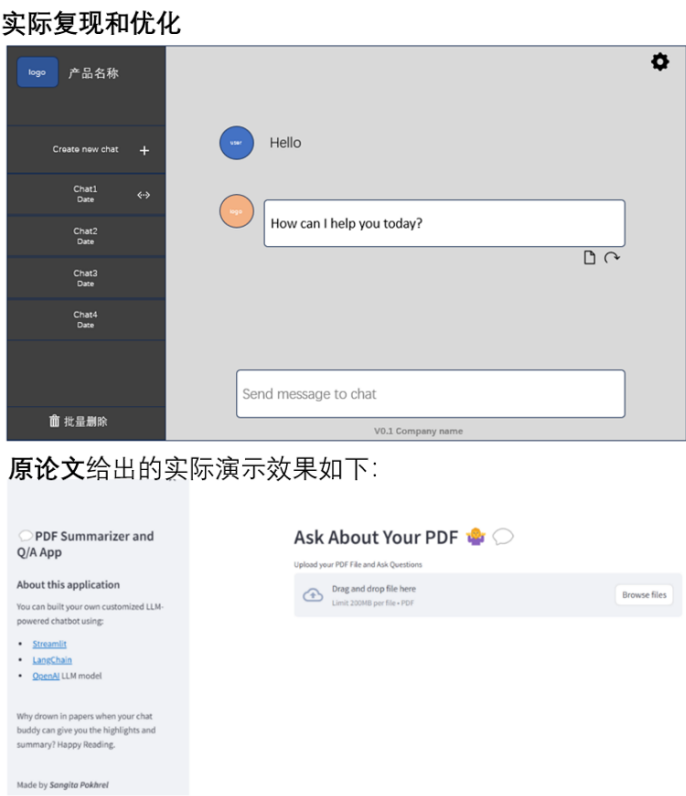 实际复现和优化
logo 产品名称
Create new chat +
Chat1
Date
Chat2
Date
Chat3
Date
Chat4
Date
批量删除
user Hello
logo How can I help you today?
Send message to chat
V0.1 Company name
原论文给出的实际演示效果如下:
PDF Summarizer and
Q/A App
About this application
You can built your own customized LLM-
powered chatbot using:
• Streamlit
• LangChain
• OpenAI LLM model
Why drown in papers when your chat
buddy can give you the highlights and
summary? Happy Reading.
Made by Sangita Pokhrel
Ask About Your PDF
Upload your PDF File and Ask Questions
Drag and drop file here
Limit 200MB per file • PDF
Browse files